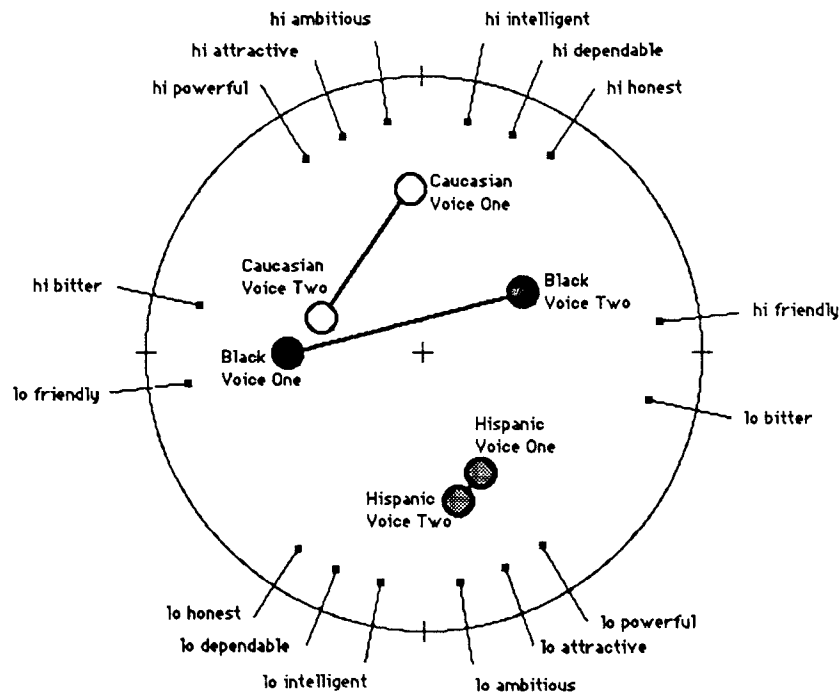 hi ambitious
hi intelligent
hi attractive
hi dependable
hi powerful
hi honest
Caucasian
Voice One
Caucasian
Voice Two
hi bitter
Black
Voice Two
hi friendly
Black
Voice One
lo friendly
lo bitter
Hispanic
Voice One
Hispanic
Voice Two
lo honest
lo powerful
lo dependable
lo attractive
lo intelligent
lo ambitious